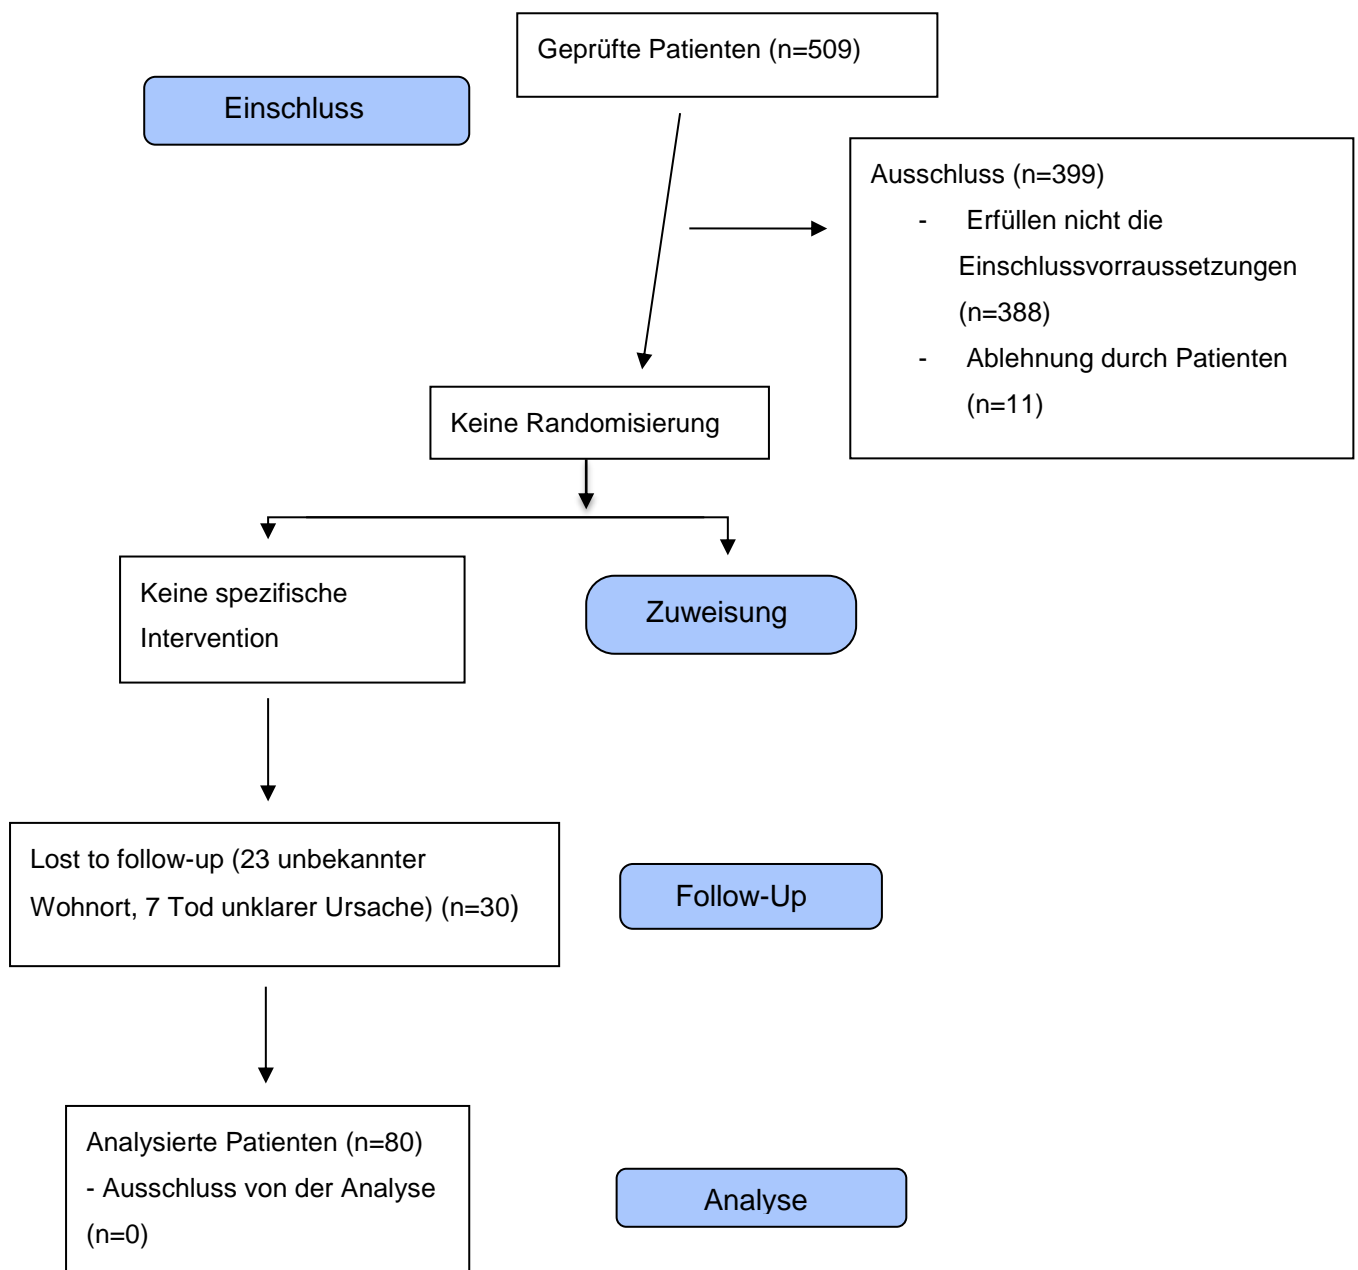 Geprüfte Patienten (n=509)
Einschluss
Ausschluss (n=399)
- Erfüllen nicht die
Einschlussvorraussetzungen
(n=388)
- Ablehnung durch Patienten
(n=11)
Keine Randomisierung
Keine spezifische
Intervention
Zuweisung
Lost to follow-up (23 unbekannter
Wohnort, 7 Tod unklarer Ursache) (n=30)
Follow-Up
Analysierte Patienten (n=80)
- Ausschluss von der Analyse
(n=0)
Analyse